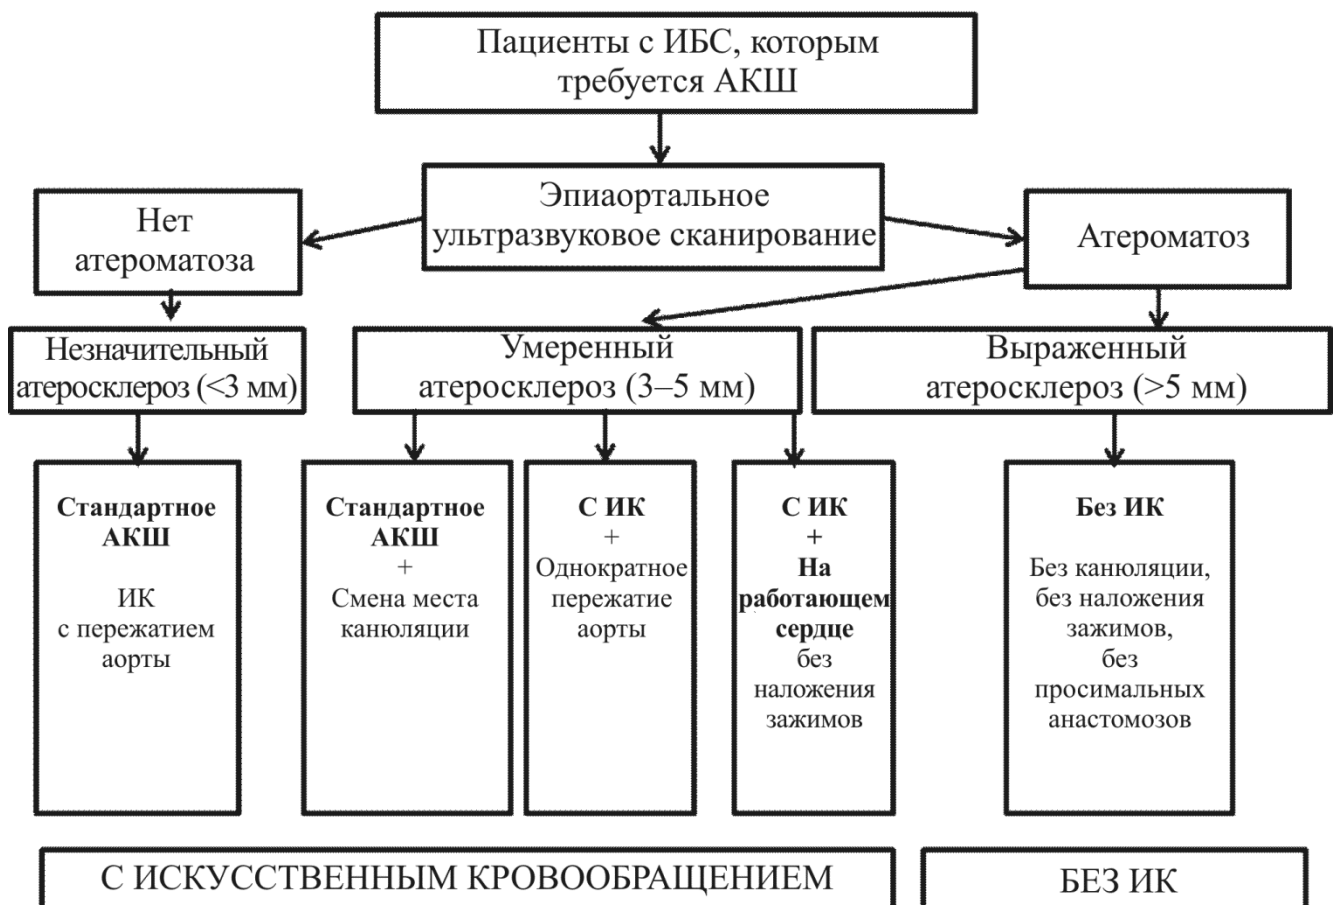 Пациенты с ИБС, которым
требуется АКШ
Эпиаортальное
ультразвуковое сканирование
Нет
атероматоза
Атероматоз
Незначительный
атеросклероз (<3 мм)
Умеренный
атеросклероз (3–5 мм)
Выраженный
атеросклероз (>5 мм)
Стандартное
АКШ
ИК
с пережатием
аорты
Стандартное
АКШ
+
Смена места
канюляции
С ИК
+
Однократное
пережатие
аорты
С ИК
+
На
работающем
сердце
без
наложения
зажимов
Без ИК
Без канюляции,
без наложения
зажимов,
без
просимальных
анастомозов
С ИСКУССТВЕННЫМ КРОВООБРАЩЕНИЕМ
БЕЗ ИК